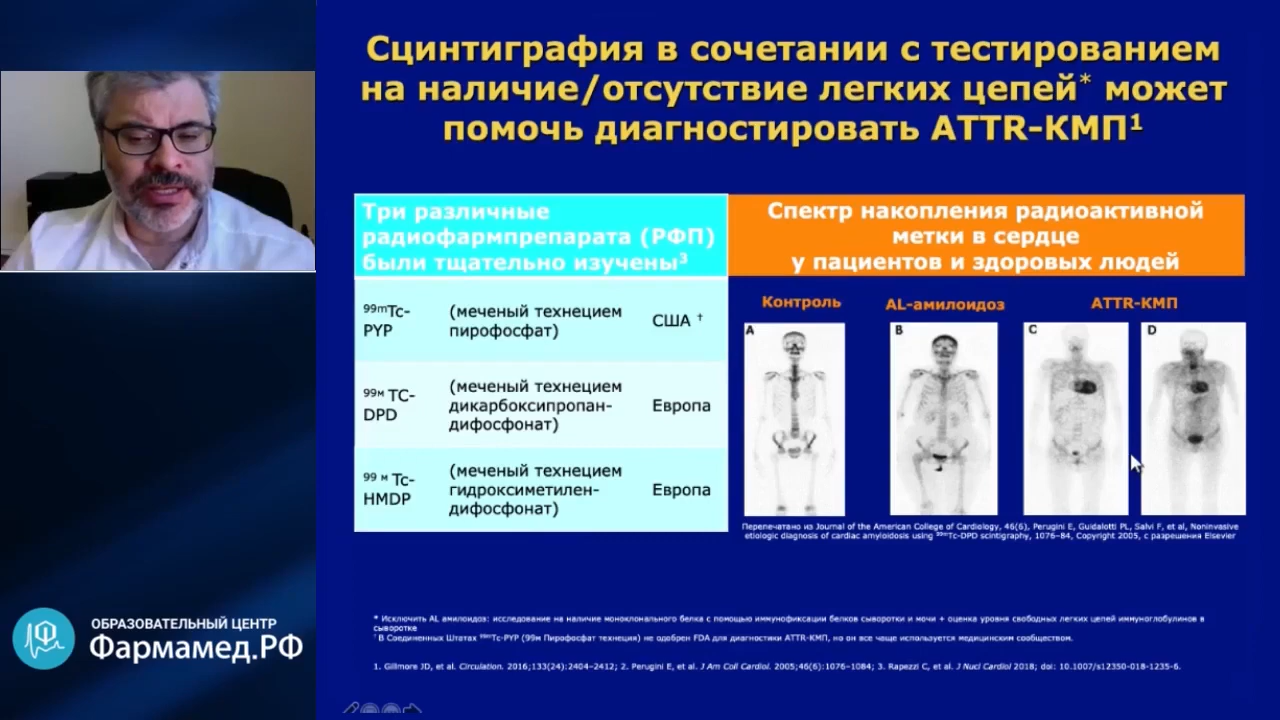 Сцинтиграфия в сочетании с тестированием
на наличие/отсутствие легких цепей* может
помочь диагностировать ATTR-КМП¹
Три различные
радиофармпрепарата (РФП)
были тщательно изучены³
⁹⁹ᵐTc-
PYP
(меченый технецием
пирофосфат)
США †
⁹⁹ᵐ TC-
DPD
(меченый технецием
дикарбоксипропан-
дифосфонат)
Европа
⁹⁹ ᵐ Tc-
HMDP
(меченый технецием
гидроксиметилен-
дифосфонат)
Европа
Спектр накопления радиоактивной
метки в сердце
у пациентов и здоровых людей
Контроль
AL-амилоидоз
ATTR-КМП
A
B
C
D
Перепечатано из Journal of the American College of Cardiology, 46(6), Perugini E, Guidalotti PL, Salvi F, et al, Noninvasive
etiologic diagnosis of cardiac amyloidosis using ⁹⁹ᵐTc-DPD scintigraphy, 1076–84, Copyright 2005, с разрешения Elsevier
* Исключить AL амилоидоз: исследование на наличие моноклонального белка с помощью иммунофиксации белков сыворотки и мочи + оценка уровня свободных легких цепей иммуноглобулинов в
сыворотке
† В Соединенных Штатах ⁹⁹ᵐTc-PYP (99м Пирофосфат технеция) не одобрен FDA для диагностики ATTR-КМП, но он все чаще используется медицинским сообществом.
1. Gillmore JD, et al. Circulation. 2016;133(24):2404–2412; 2. Perugini E, et al. J Am Coll Cardiol. 2005;46(6):1076–1084; 3. Rapezzi C, et al. J Nucl Cardiol 2018; doi: 10.1007/s12350-018-1235-6.
ОБРАЗОВАТЕЛЬНЫЙ ЦЕНТР
Фармамед.РФ